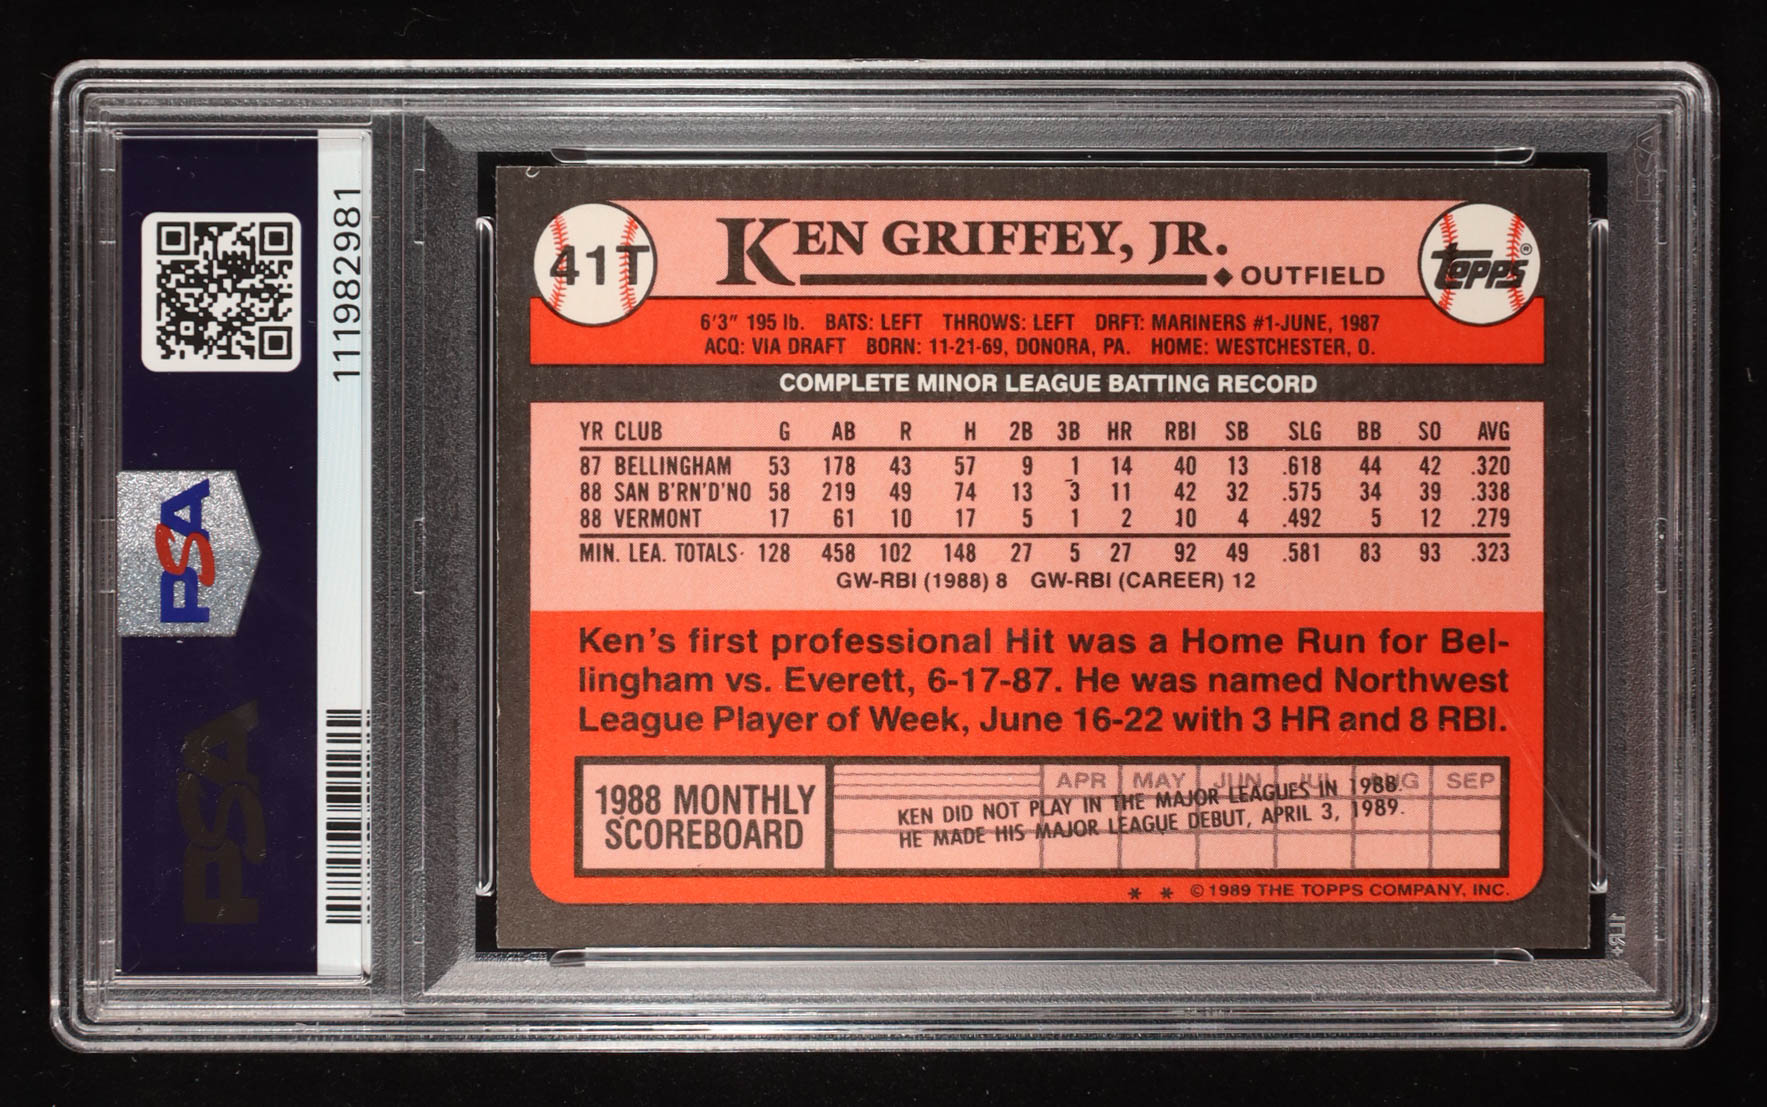 111982981
PSA
PSA
41T
KEN GRIFFEY, JR.
OUTFIELD
TOPPS®
6'3" 195 lb. BATS: LEFT THROWS: LEFT DRFT: MARINERS #1-JUNE, 1987
ACQ: VIA DRAFT BORN: 11-21-69, DONORA, PA. HOME: WESTCHESTER, O.
COMPLETE MINOR LEAGUE BATTING RECORD
YR CLUB G AB R H 2B 3B HR RBI SB SLG BB SO AVG
87 BELLINGHAM 53 178 43 57 9 1 14 40 13 .618 44 42 .320
88 SAN B'RN'D'NO 58 219 49 74 13 3 11 42 32 .575 34 39 .338
88 VERMONT 17 61 10 17 5 1 2 10 4 .492 5 12 .279
MIN. LEA. TOTALS 128 458 102 148 27 5 27 92 49 .581 83 93 .323
GW-RBI (1988) 8 GW-RBI (CAREER) 12
Ken's first professional Hit was a Home Run for Bel-
lingham vs. Everett, 6-17-87. He was named Northwest
League Player of Week, June 16-22 with 3 HR and 8 RBI.
1988 MONTHLY
SCOREBOARD
APR MAY JUN JUL AUG SEP
KEN DID NOT PLAY IN THE MAJOR LEAGUES IN 1988.
HE MADE HIS MAJOR LEAGUE DEBUT, APRIL 3, 1989.
* * © 1989 THE TOPPS COMPANY, INC.